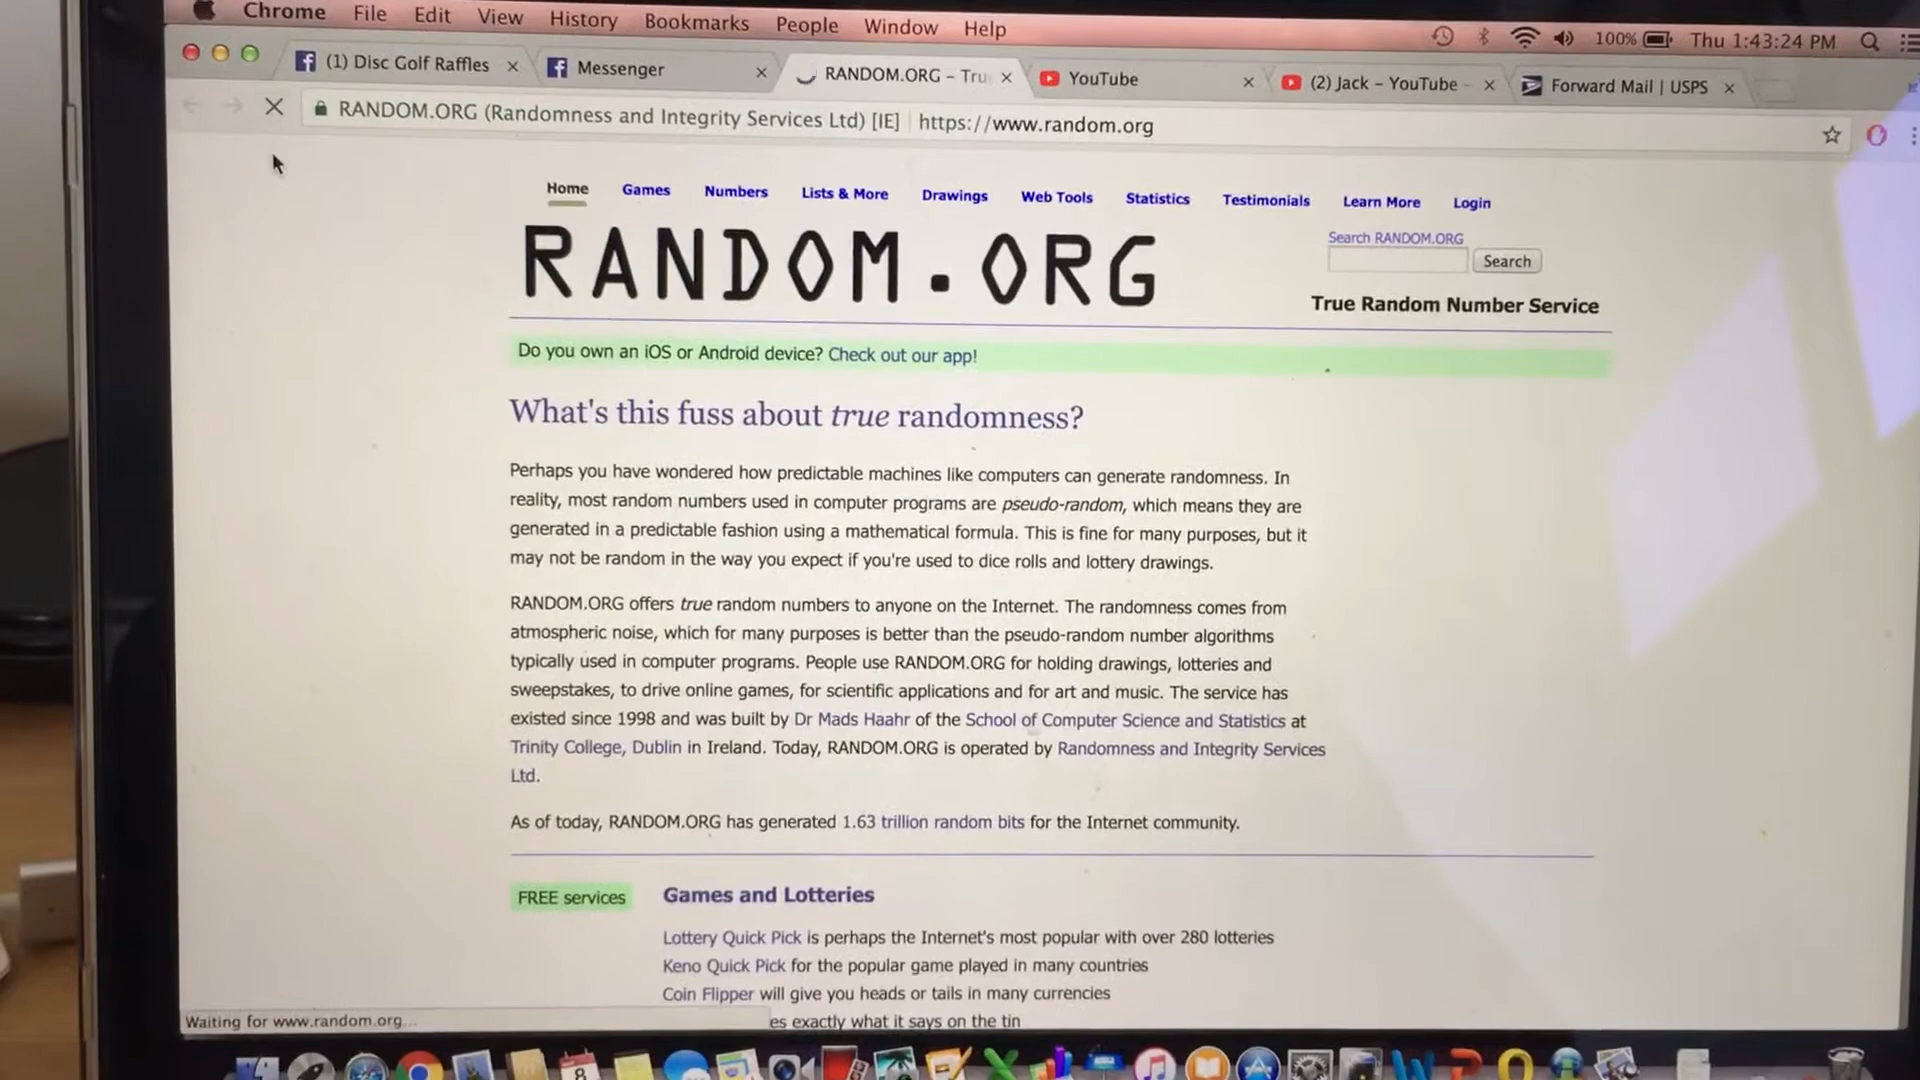 Chrome File Edit View History Bookmarks People Window Help 100% Thu 1:43:24 PM
(1) Disc Golf Raffles Messenger RANDOM.ORG – Tru YouTube (2) Jack – YouTube Forward Mail | USPS
RANDOM.ORG (Randomness and Integrity Services Ltd) [IE] https://www.random.org
Home Games Numbers Lists & More Drawings Web Tools Statistics Testimonials Learn More Login
RANDOM.ORG
Search RANDOM.ORG
Search
True Random Number Service
Do you own an iOS or Android device? Check out our app!
What's this fuss about true randomness?
Perhaps you have wondered how predictable machines like computers can generate randomness. In
reality, most random numbers used in computer programs are pseudo-random, which means they are
generated in a predictable fashion using a mathematical formula. This is fine for many purposes, but it
may not be random in the way you expect if you're used to dice rolls and lottery drawings.
RANDOM.ORG offers true random numbers to anyone on the Internet. The randomness comes from
atmospheric noise, which for many purposes is better than the pseudo-random number algorithms
typically used in computer programs. People use RANDOM.ORG for holding drawings, lotteries and
sweepstakes, to drive online games, for scientific applications and for art and music. The service has
existed since 1998 and was built by Dr Mads Haahr of the School of Computer Science and Statistics at
Trinity College, Dublin in Ireland. Today, RANDOM.ORG is operated by Randomness and Integrity Services
Ltd.
As of today, RANDOM.ORG has generated 1.63 trillion random bits for the Internet community.
FREE services
Games and Lotteries
Lottery Quick Pick is perhaps the Internet's most popular with over 280 lotteries
Keno Quick Pick for the popular game played in many countries
Coin Flipper will give you heads or tails in many currencies
es exactly what it says on the tin
Waiting for www.random.org...
8